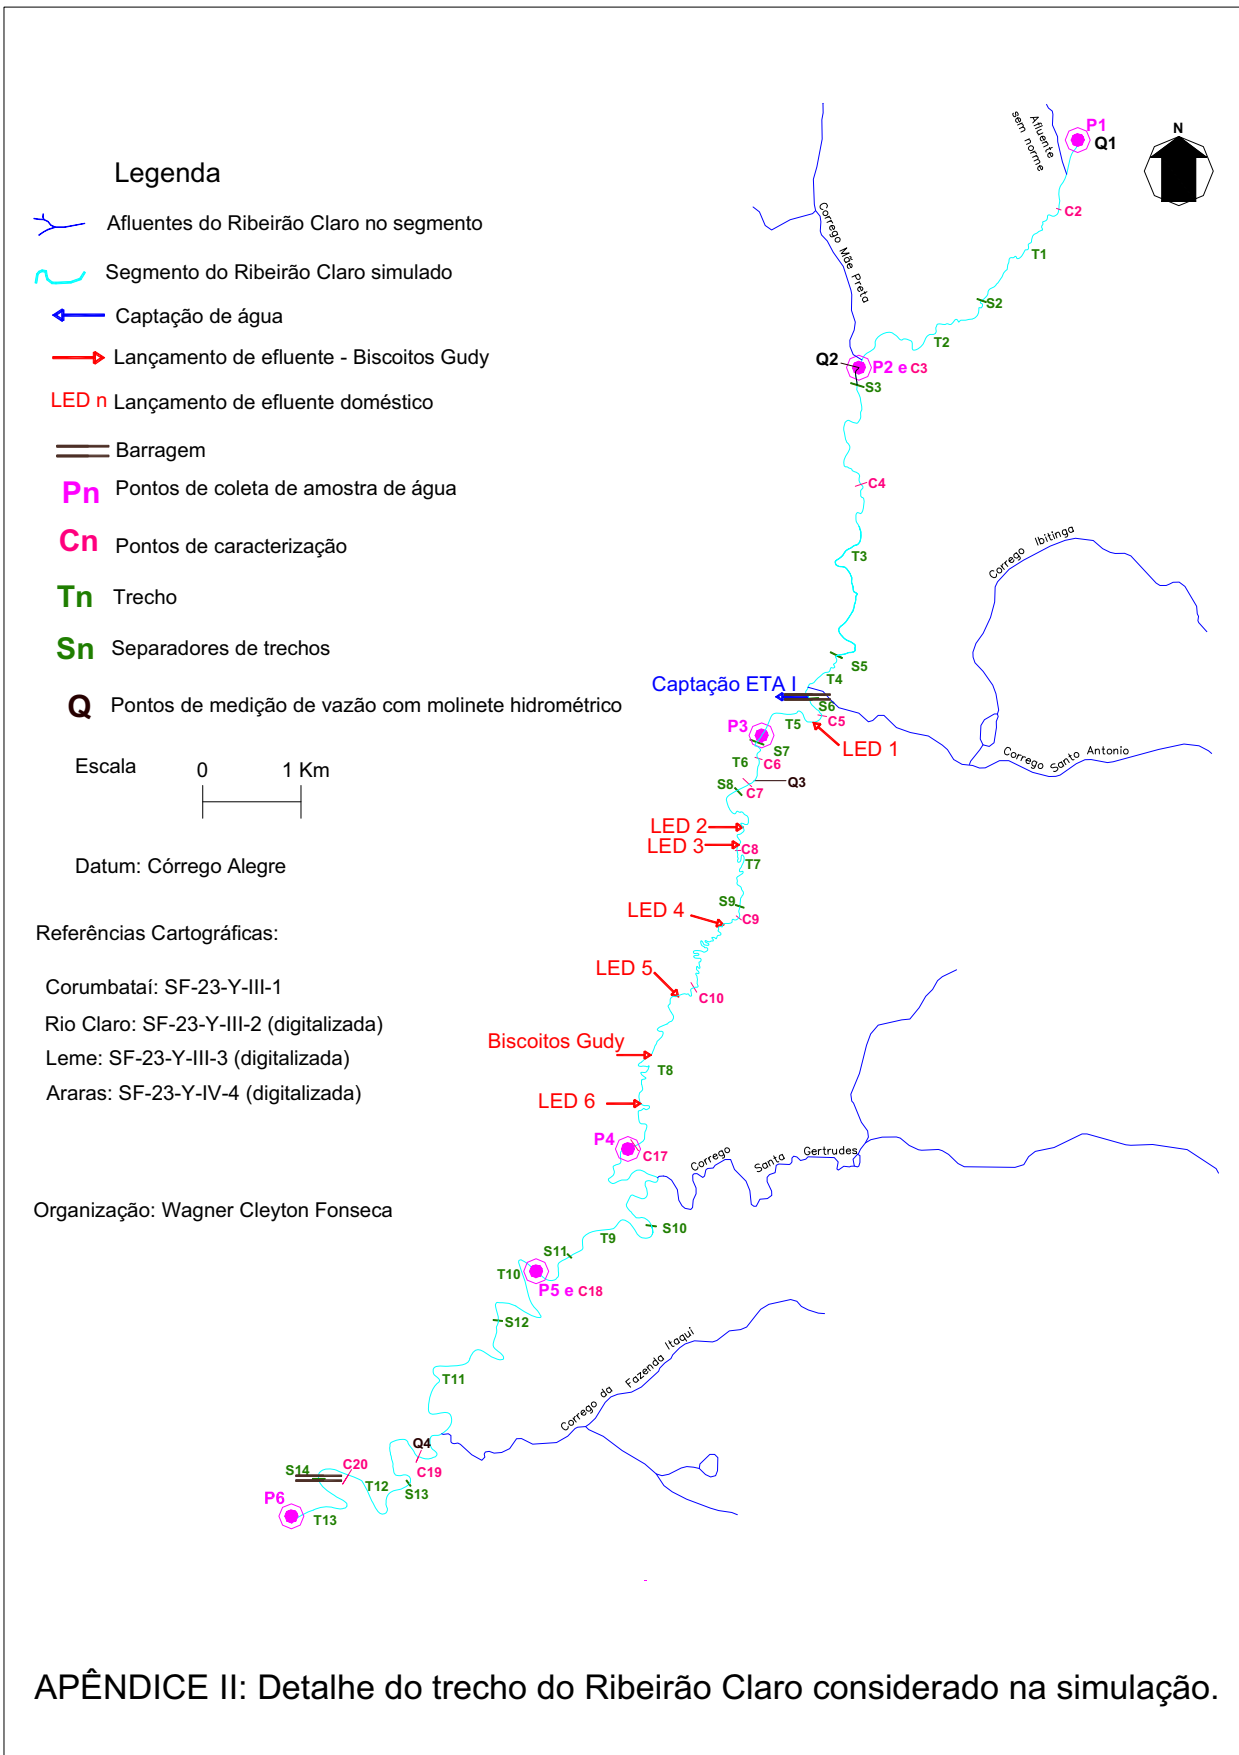 Legenda
Afluentes do Ribeirão Claro no segmento
Segmento do Ribeirão Claro simulado
Captação de água
Lançamento de efluente - Biscoitos Gudy
LED n Lançamento de efluente doméstico
Barragem
Pn Pontos de coleta de amostra de água
Cn Pontos de caracterização
Tn Trecho
Sn Separadores de trechos
Q Pontos de medição de vazão com molinete hidrométrico
Escala 0 1 Km
Datum: Córrego Alegre
Referências Cartográficas:
Corumbataí: SF-23-Y-III-1
Rio Claro: SF-23-Y-III-2 (digitalizada)
Leme: SF-23-Y-III-3 (digitalizada)
Araras: SF-23-Y-IV-4 (digitalizada)
Organização: Wagner Cleyton Fonseca
N
Afluente
sem norme
P1
Q1
C2
T1
S2
T2
Corrego Mãe Preta
Q2
P2 e C3
S3
C4
T3
Corrego Ibitinga
S5
T4
Captação ETA I
S6
C5
T5
LED 1
P3
S7
T6
C6
Corrego Santo Antonio
Q3
S8
C7
LED 2
LED 3
C8
T7
S9
LED 4
C9
LED 5
C10
Biscoitos Gudy
T8
LED 6
P4
C17
Corrego Santa Gertrudes
S10
T9
S11
T10
P5 e C18
S12
Corrego da Fazenda Itaqui
T11
Q4
C19
C20
S14
T12
S13
P6
T13
APÊNDICE II: Detalhe do trecho do Ribeirão Claro considerado na simulação.